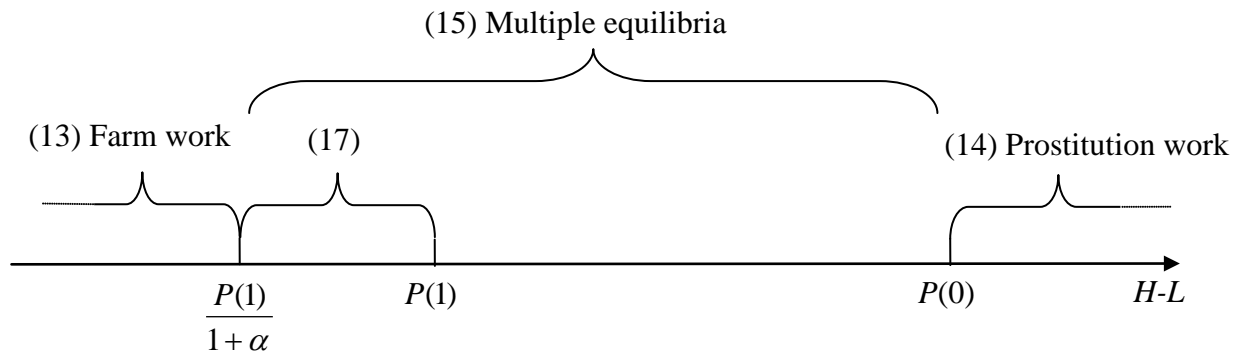 (15) Multiple equilibria
(13) Farm work
(17)
(14) Prostitution work
P(1)
1 + α
P(1)
P(0)
H-L